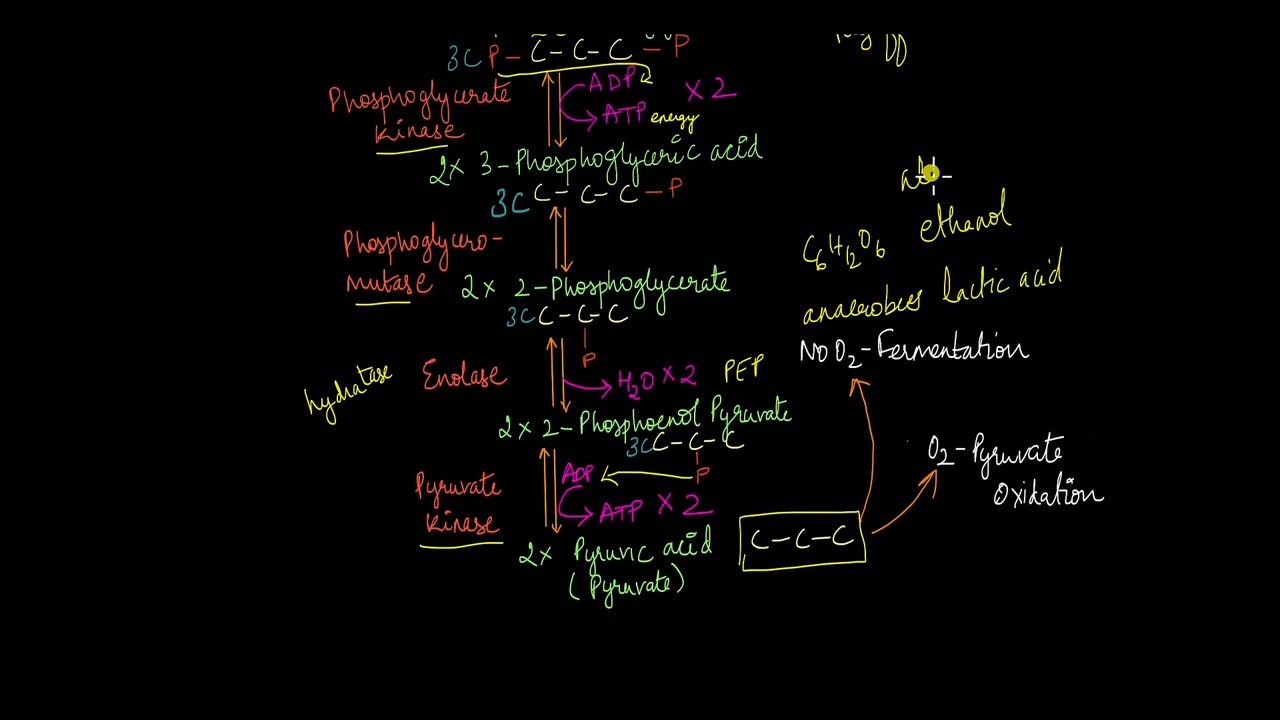 3C P - C - C - C - P
Phosphoglycerate
kinase
ADP
ATP energy
X 2
2x 3-Phosphoglyceric acid
3C C - C - C - P
Phosphoglycero-
mutase
2x 2-Phosphoglycerate
3C C - C - C
P
hydratase
Enolase
H2O X 2
PEP
2x 2-Phosphoenol Pyruvate
3C C - C - C
P
Pyruvate
kinase
ADP
ATP X 2
2x Pyruvic acid
(Pyruvate)
C - C - C
ethanol
C6H12O6
lactic acid
anaerobes
NO O2-Fermentation
O2-Pyruvate
Oxidation